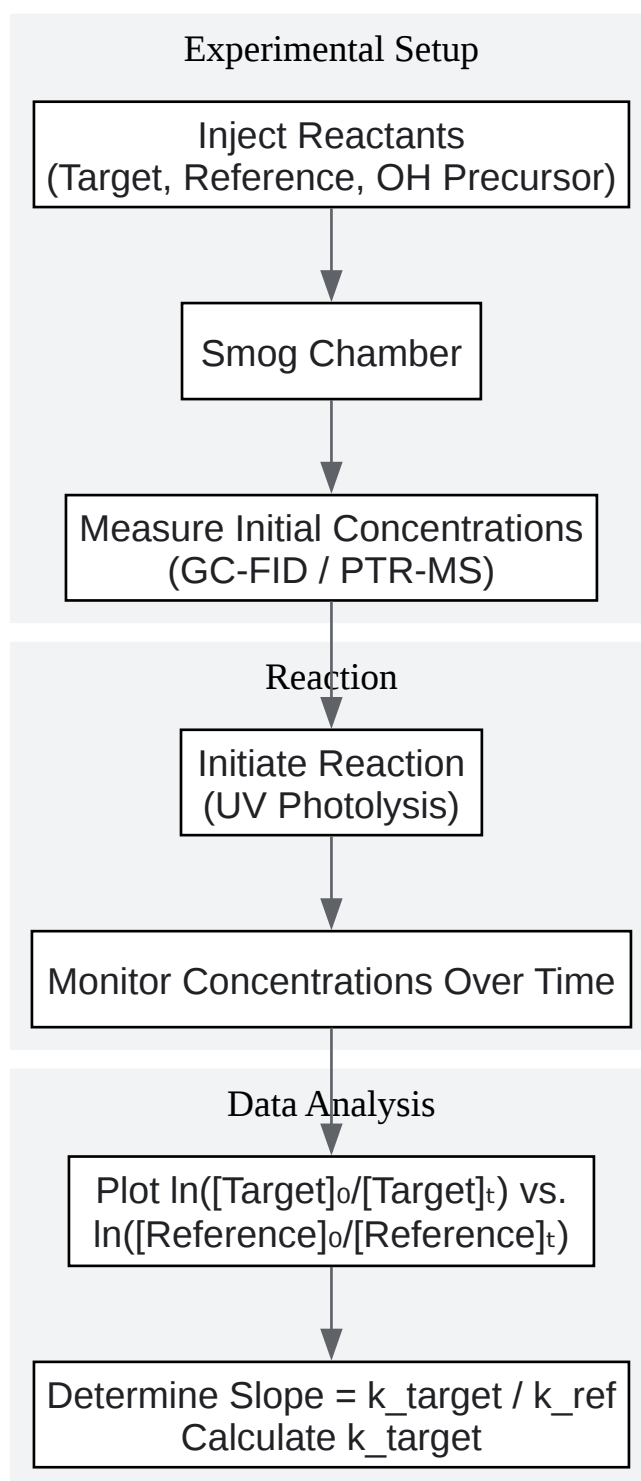 Experimental Setup
Inject Reactants
(Target, Reference, OH Precursor)
Smog Chamber
Measure Initial Concentrations
(GC-FID / PTR-MS)
Reaction
Initiate Reaction
(UV Photolysis)
Monitor Concentrations Over Time
Data Analysis
Plot ln([Target]₀/[Target]ₜ) vs.
ln([Reference]₀/[Reference]ₜ)
Determine Slope = k_target / k_ref
Calculate k_target